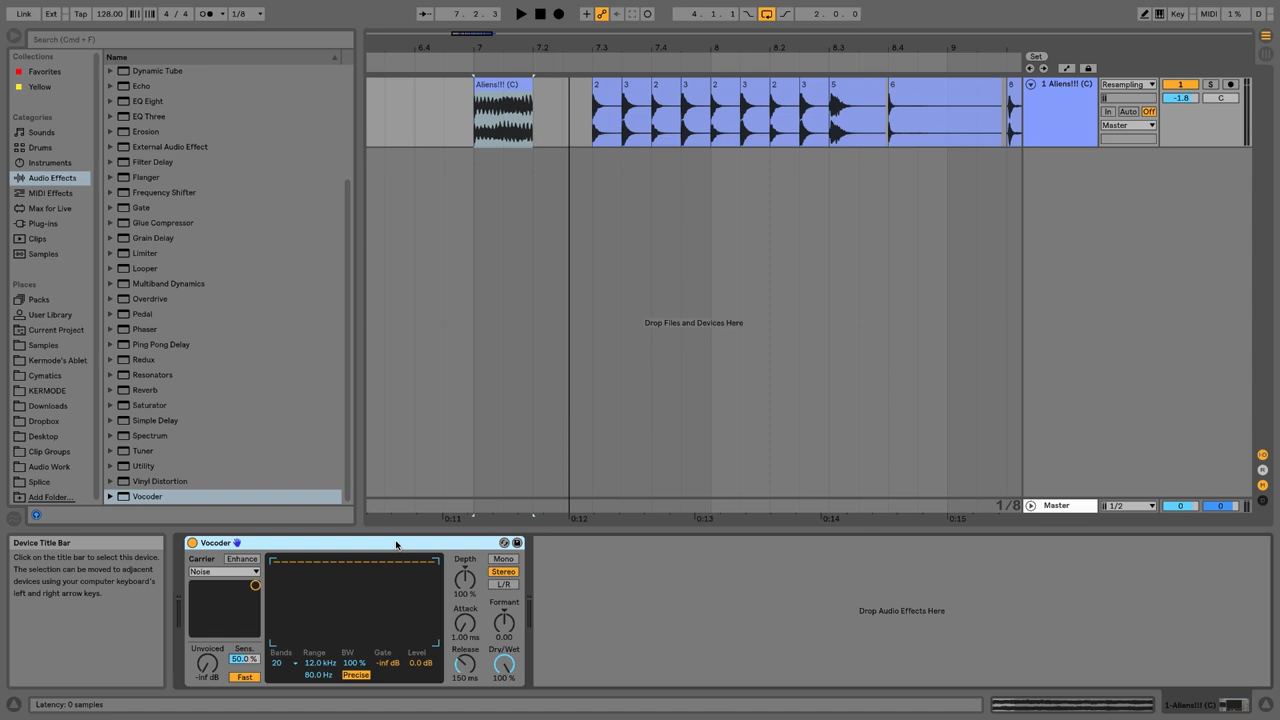 Link Ext Tap 128.00 4 / 4 1/8 7. 2. 3 4. 1. 1 2. 0. 0 Key MIDI 1 % D
Search (Cmd + F)
Collections
Favorites
Yellow
Categories
Sounds
Drums
Instruments
Audio Effects
MIDI Effects
Max for Live
Plug-ins
Clips
Samples
Places
Packs
User Library
Current Project
Samples
Kermode's Ablet
Cymatics
KERMODE
Downloads
Dropbox
Desktop
Clip Groups
Audio Work
Splice
Add Folder...
Name
Dynamic Tube
Echo
EQ Eight
EQ Three
Erosion
External Audio Effect
Filter Delay
Flanger
Frequency Shifter
Gate
Glue Compressor
Grain Delay
Limiter
Looper
Multiband Dynamics
Overdrive
Pedal
Phaser
Ping Pong Delay
Redux
Resonators
Reverb
Saturator
Simple Delay
Spectrum
Tuner
Utility
Vinyl Distortion
Vocoder
6.4 7 7.2 7.3 7.4 8 8.2 8.3 8.4 9
Set
Aliens!!! (C) 2 3 2 3 2 3 2 3 5 6 8
1 Aliens!!! (C) Resampling 1 S
-1.8 C
In Auto Off
Master
Drop Files and Devices Here
1/8 Master 1/2 0 0
0:11 0:12 0:13 0:14 0:15
H
R
M
D
Device Title Bar
Click on the title bar to select this device.
The selection can be moved to adjacent
devices using your computer keyboard's
left and right arrow keys.
Vocoder
Carrier Enhance
Noise
Unvoiced Sens.
50.0 %
-inf dB Fast
Bands Range BW Gate Level
20 12.0 kHz 100 % -inf dB 0.0 dB
80.0 Hz Precise
Depth Mono
100 % Stereo
L/R
Attack Formant
1.00 ms 0.00
Release Dry/Wet
150 ms 100 %
Drop Audio Effects Here
Latency: 0 samples
1-Aliens!!! (C)